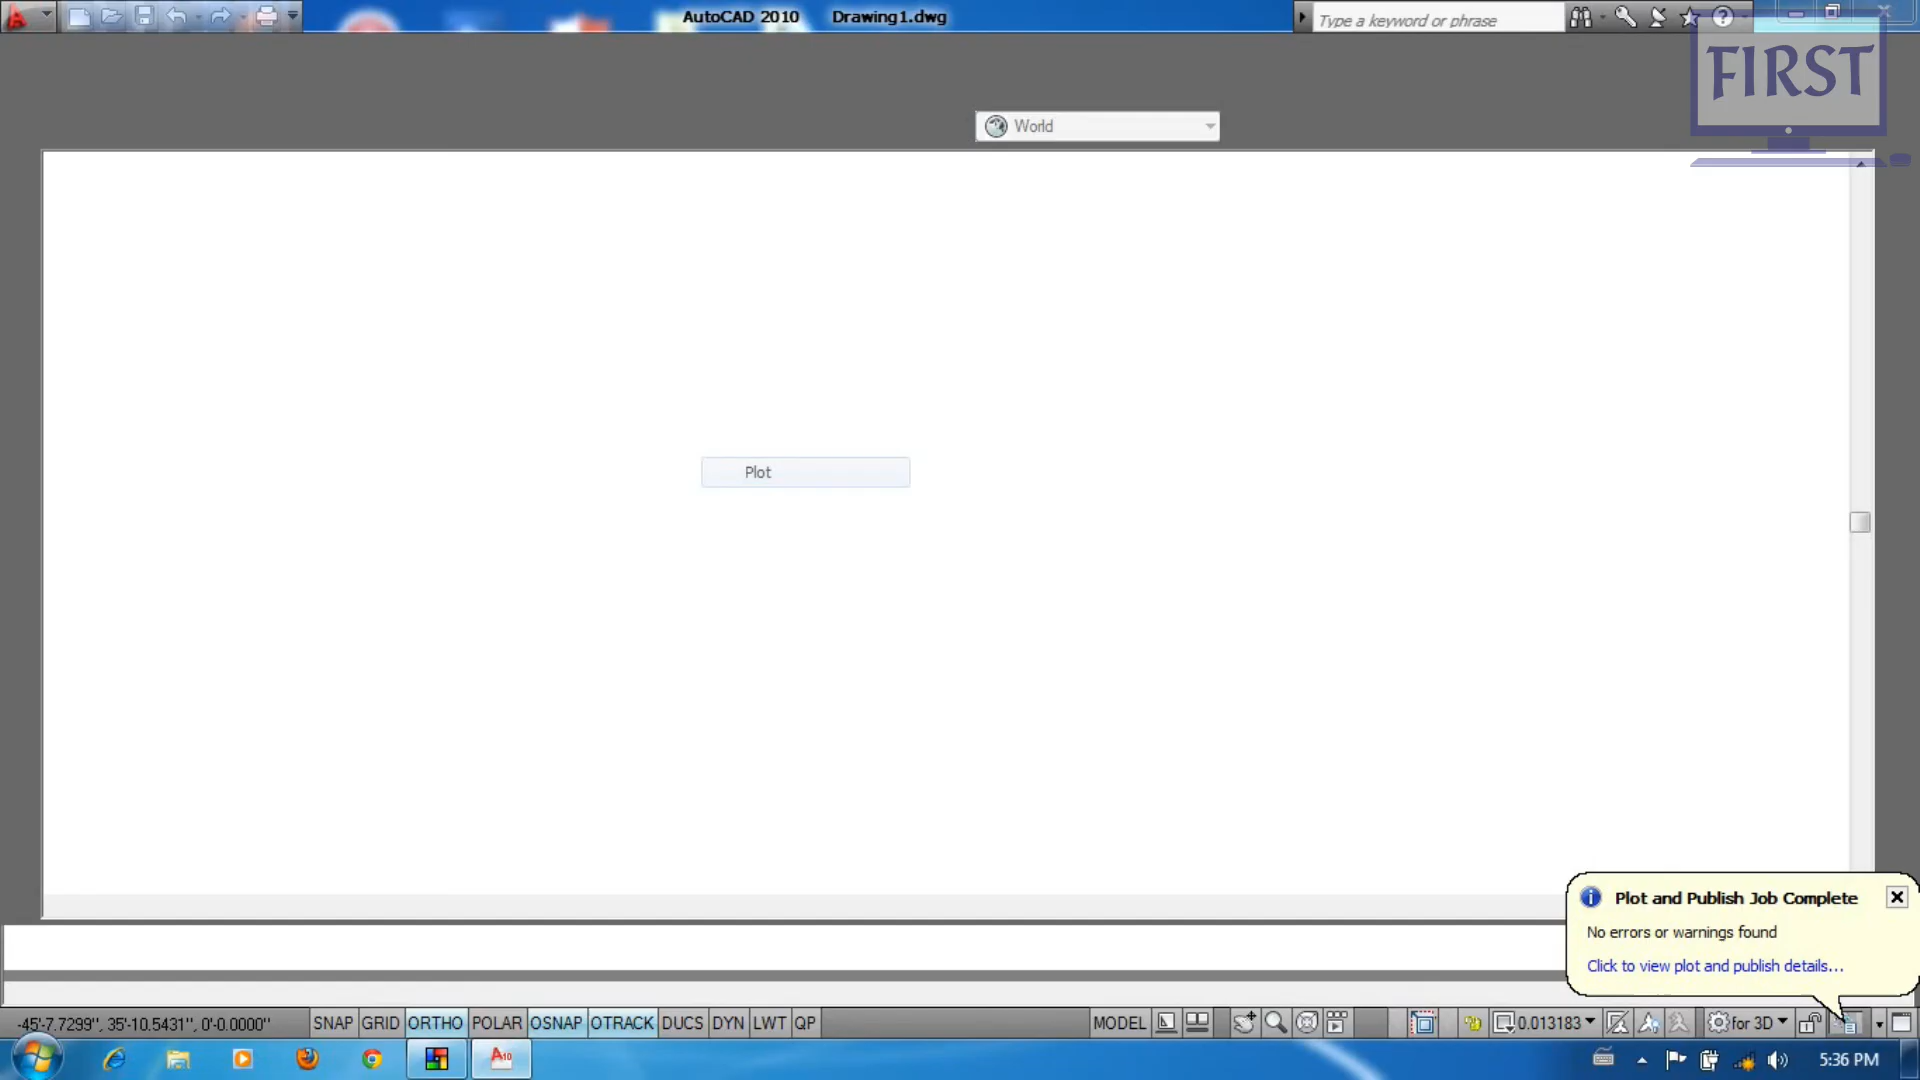 AutoCAD 2010 Drawing1.dwg
Type a keyword or phrase
FIRST
World
Plot
Plot and Publish Job Complete
No errors or warnings found
Click to view plot and publish details...
-45'-7.7299", 35'-10.5431", 0'-0.0000"
SNAP GRID ORTHO POLAR OSNAP OTRACK DUCS DYN LWT QP
MODEL
0.013183
for 3D
A10
5:36 PM